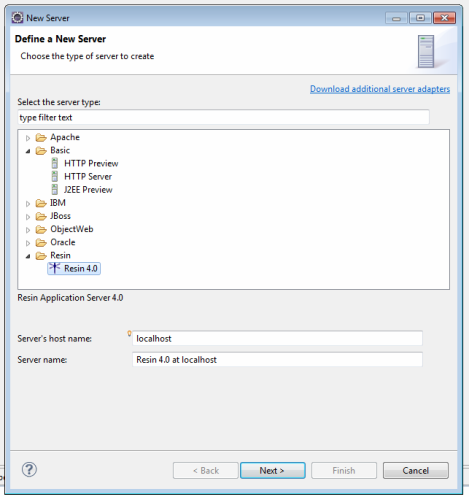 New Server
Define a New Server
Choose the type of server to create
Download additional server adapters
Select the server type:
type filter text
Apache
Basic
HTTP Preview
HTTP Server
J2EE Preview
IBM
JBoss
ObjectWeb
Oracle
Resin
Resin 4.0
Resin Application Server 4.0
Server's host name: localhost
Server name: Resin 4.0 at localhost
? < Back Next > Finish Cancel